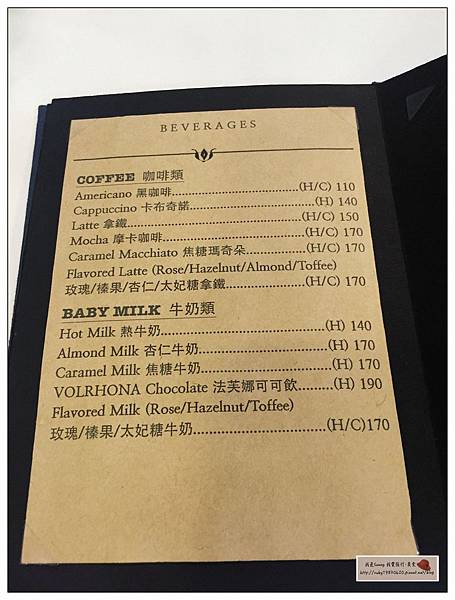 BEVERAGES
COFFEE 咖啡類
Americano 黑咖啡..............................(H/C) 110
Cappuccino 卡布奇諾..............................(H) 140
Latte 拿鐵..............................(H/C) 150
Mocha 摩卡咖啡..............................(H/C) 170
Caramel Macchiato 焦糖瑪奇朵..................(H/C) 170
Flavored Latte (Rose/Hazelnut/Almond/Toffee)
玫瑰/榛果/杏仁/太妃糖拿鐵......................(H/C) 170
BABY MILK 牛奶類
Hot Milk 熱牛奶..............................(H) 140
Almond Milk 杏仁牛奶..............................(H) 170
Caramel Milk 焦糖牛奶..............................(H) 170
VOLRHONA Chocolate 法芙娜可可飲.........(H) 190
Flavored Milk (Rose/Hazelnut/Toffee)
玫瑰/榛果/太妃糖牛奶..............................(H/C)170